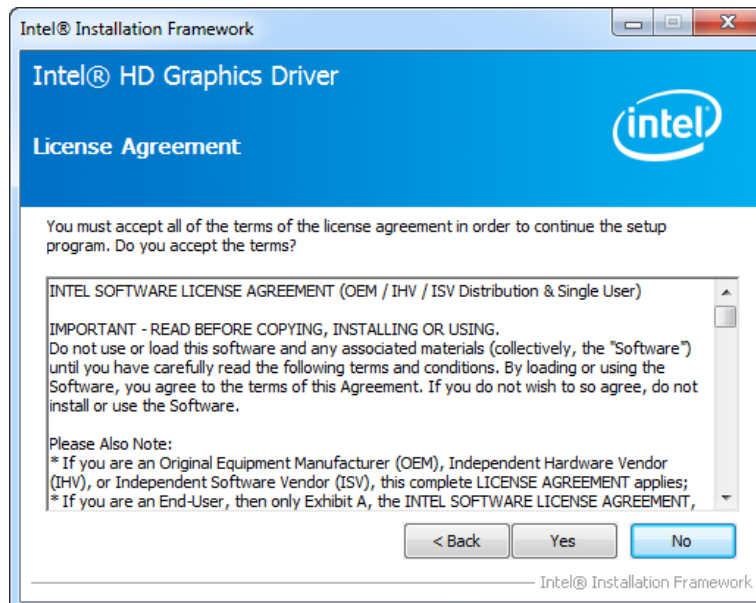 Intel® Installation Framework
Intel® HD Graphics Driver
License Agreement
intel
You must accept all of the terms of the license agreement in order to continue the setup
program. Do you accept the terms?
INTEL SOFTWARE LICENSE AGREEMENT (OEM / IHV / ISV Distribution & Single User)
IMPORTANT - READ BEFORE COPYING, INSTALLING OR USING.
Do not use or load this software and any associated materials (collectively, the "Software")
until you have carefully read the following terms and conditions. By loading or using the
Software, you agree to the terms of this Agreement. If you do not wish to so agree, do not
install or use the Software.
Please Also Note:
* If you are an Original Equipment Manufacturer (OEM), Independent Hardware Vendor
(IHV), or Independent Software Vendor (ISV), this complete LICENSE AGREEMENT applies;
* If you are an End-User, then only Exhibit A, the INTEL SOFTWARE LICENSE AGREEMENT,
< Back Yes No
Intel® Installation Framework